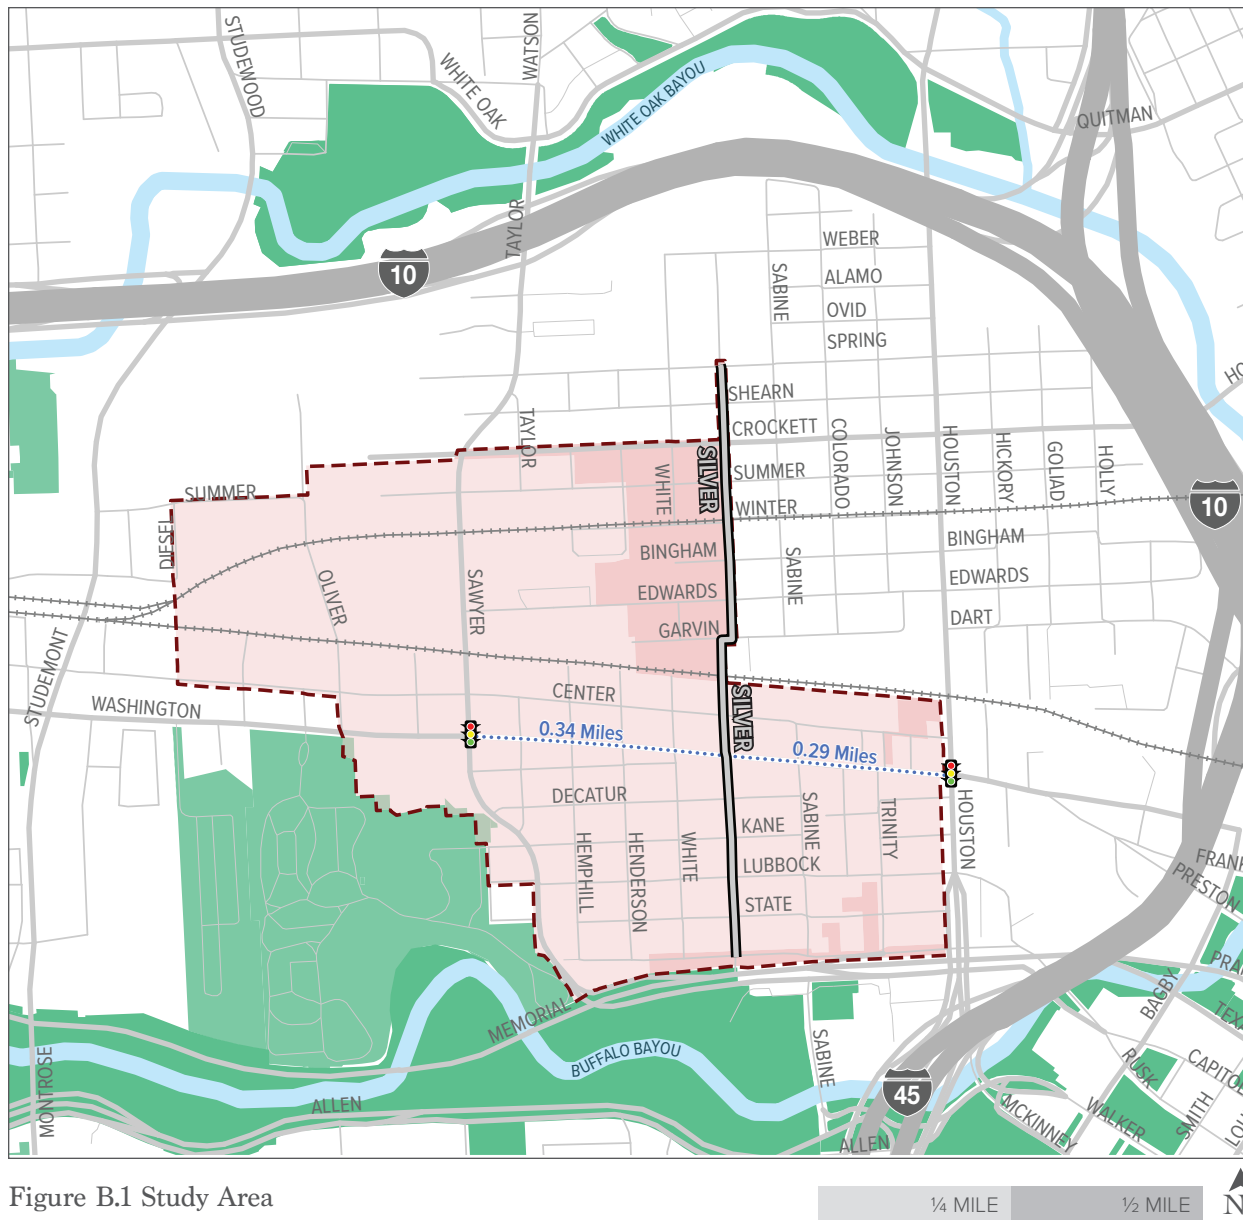 STUDEWOOD
WATSON
WHITE OAK
WHITE OAK BAYOU
QUITMAN
TAYLOR
10
WEBER
SABINE
ALAMO
OVID
SPRING
SHEARN
CROCKETT
TAYLOR
COLORADO
JOHNSON
HOUSTON
HICKORY
GOLIAD
HOLLY
SUMMER
WHITE
SILVER
SUMMER
WINTER
10
DIESEL
BINGHAM
BINGHAM
OLIVER
SAWYER
EDWARDS
SABINE
EDWARDS
GARVIN
DART
STUDEMONT
CENTER
WASHINGTON
SILVER
0.34 Miles
0.29 Miles
DECATUR
KANE
SABINE
TRINITY
HOUSTON
HEMPHILL
HENDERSON
WHITE
LUBBOCK
STATE
PRESTON
BAGBY
MEMORIAL
BUFFALO BAYOU
MONTROSE
SABINE
RUSK
ALLEN
45
MCKINNEY
WALKER
SMITH
ALLEN
Figure B.1 Study Area
¼ MILE
½ MILE
N